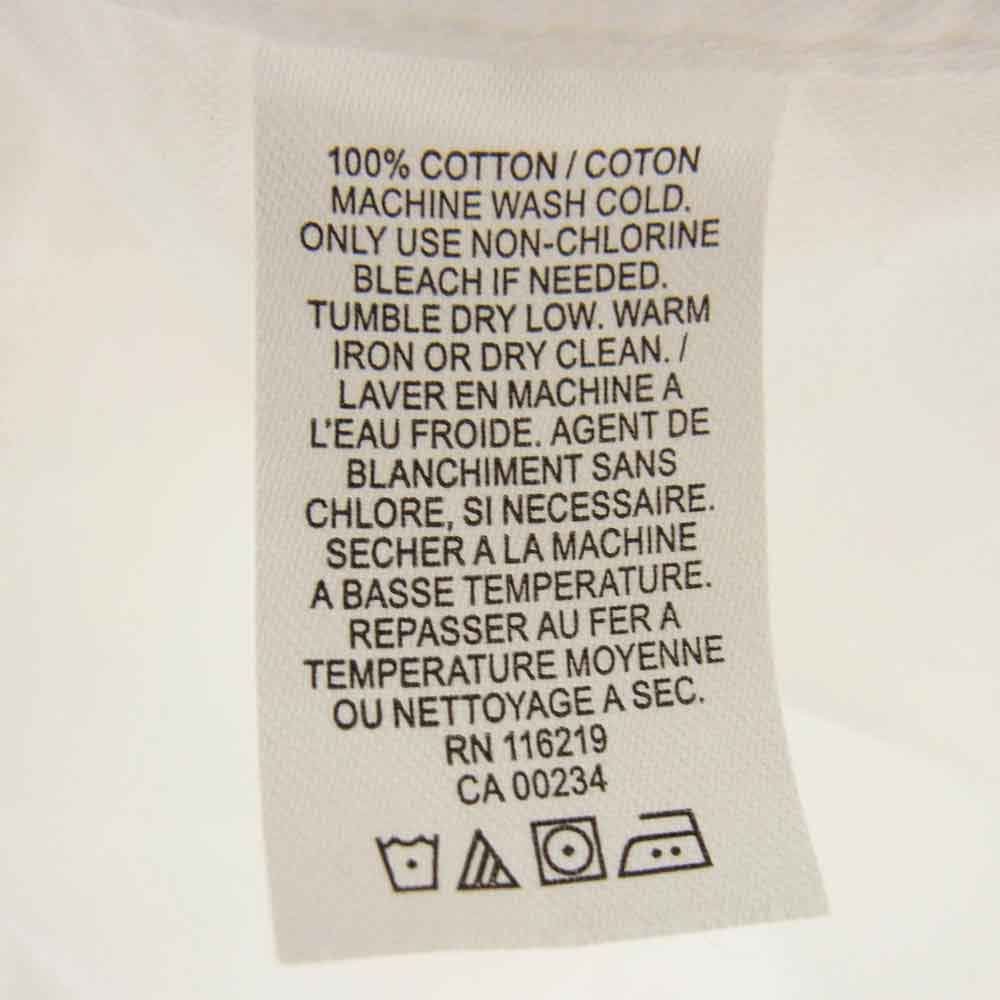 100% COTTON / COTON
MACHINE WASH COLD.
ONLY USE NON-CHLORINE
BLEACH IF NEEDED.
TUMBLE DRY LOW. WARM
IRON OR DRY CLEAN. /
LAVER EN MACHINE A
L'EAU FROIDE. AGENT DE
BLANCHIMENT SANS
CHLORE, SI NECESSAIRE.
SECHER A LA MACHINE
A BASSE TEMPERATURE.
REPASSER AU FER A
TEMPERATURE MOYENNE
OU NETTOYAGE A SEC.
RN 116219
CA 00234